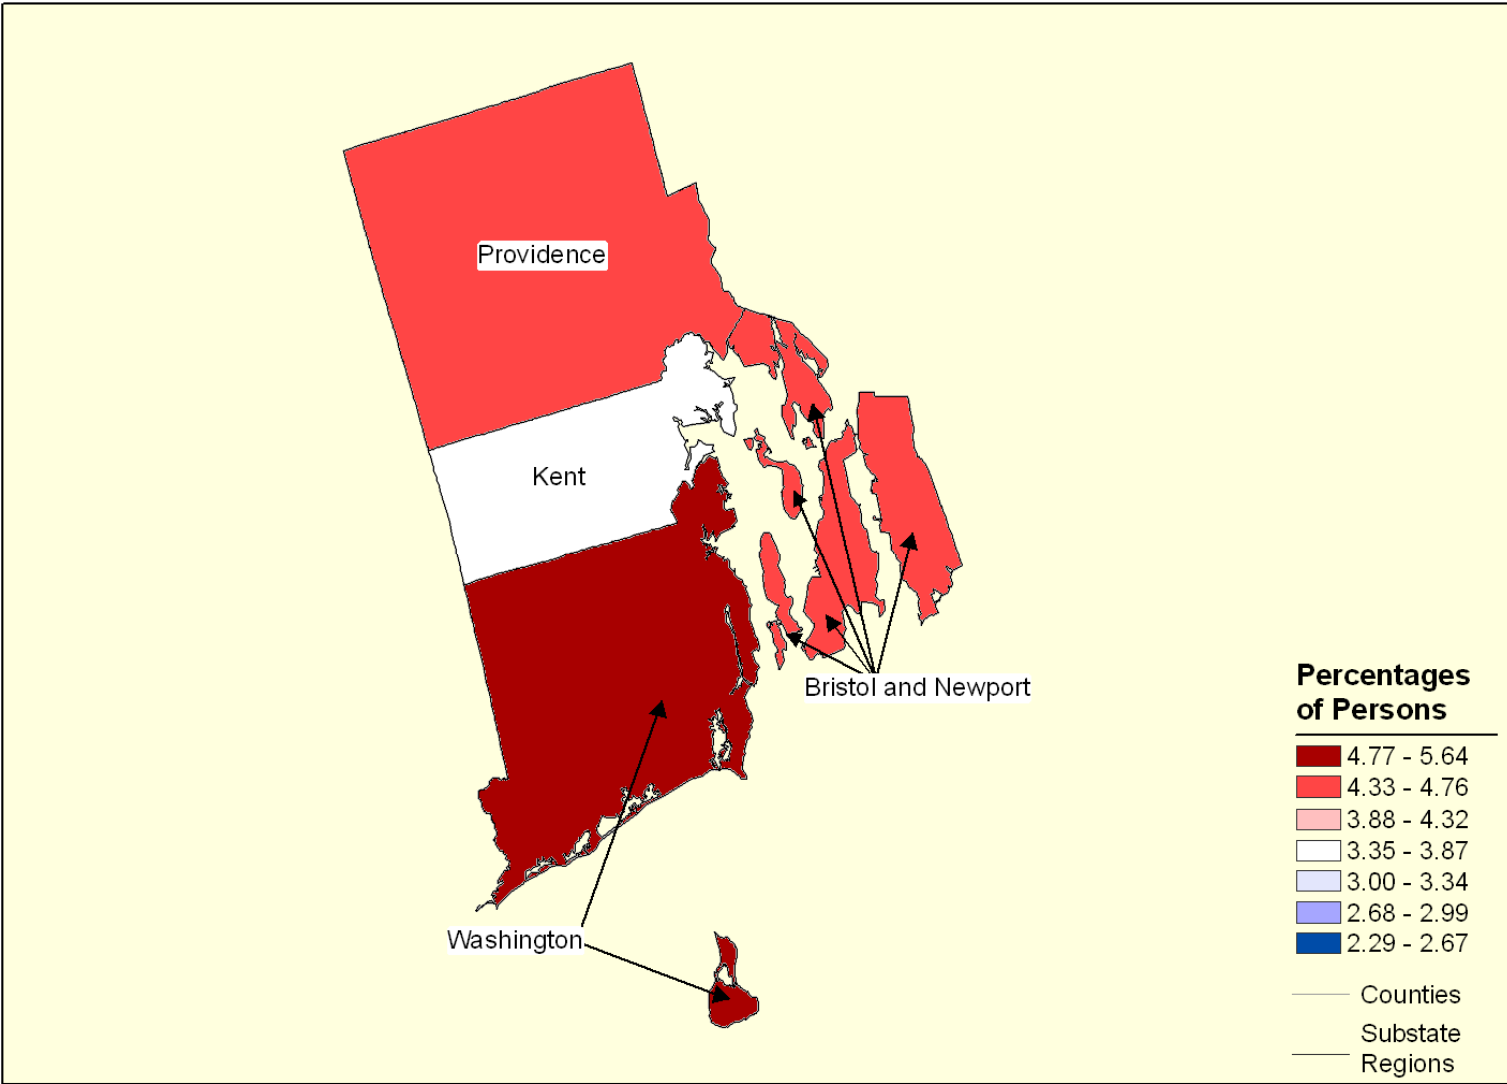 Providence
Kent
Bristol and Newport
Washington
Percentages
of Persons
4.77 - 5.64
4.33 - 4.76
3.88 - 4.32
3.35 - 3.87
3.00 - 3.34
2.68 - 2.99
2.29 - 2.67
Counties
Substate
Regions